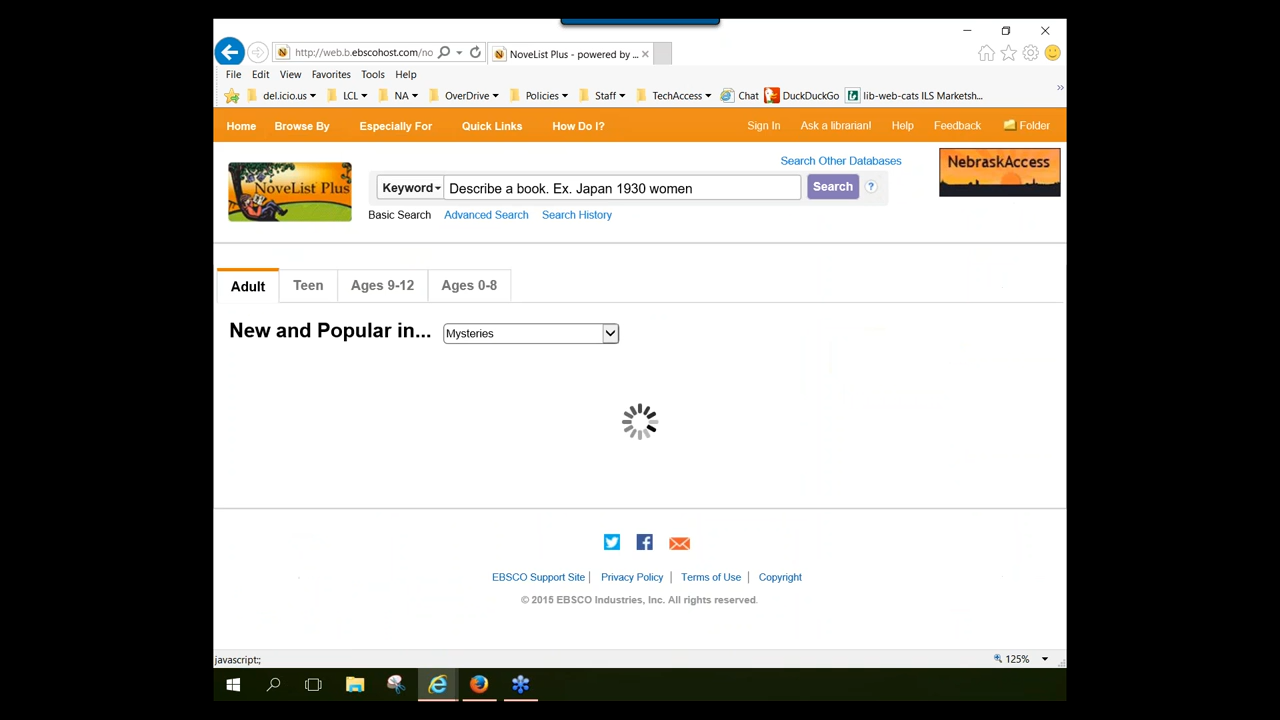 http://web.b.ebscohost.com/no
NoveList Plus - powered by ...
File Edit View Favorites Tools Help
del.icio.us LCL NA OverDrive Policies Staff TechAccess Chat DuckDuckGo lib-web-cats ILS Marketsh...
Home Browse By Especially For Quick Links How Do I? Sign In Ask a librarian! Help Feedback Folder
Search Other Databases
NebraskAccess
NoveList Plus
Keyword Describe a book. Ex. Japan 1930 women Search ?
Basic Search Advanced Search Search History
Adult Teen Ages 9-12 Ages 0-8
New and Popular in... Mysteries
EBSCO Support Site | Privacy Policy | Terms of Use | Copyright
© 2015 EBSCO Industries, Inc. All rights reserved.
javascript:; 125%